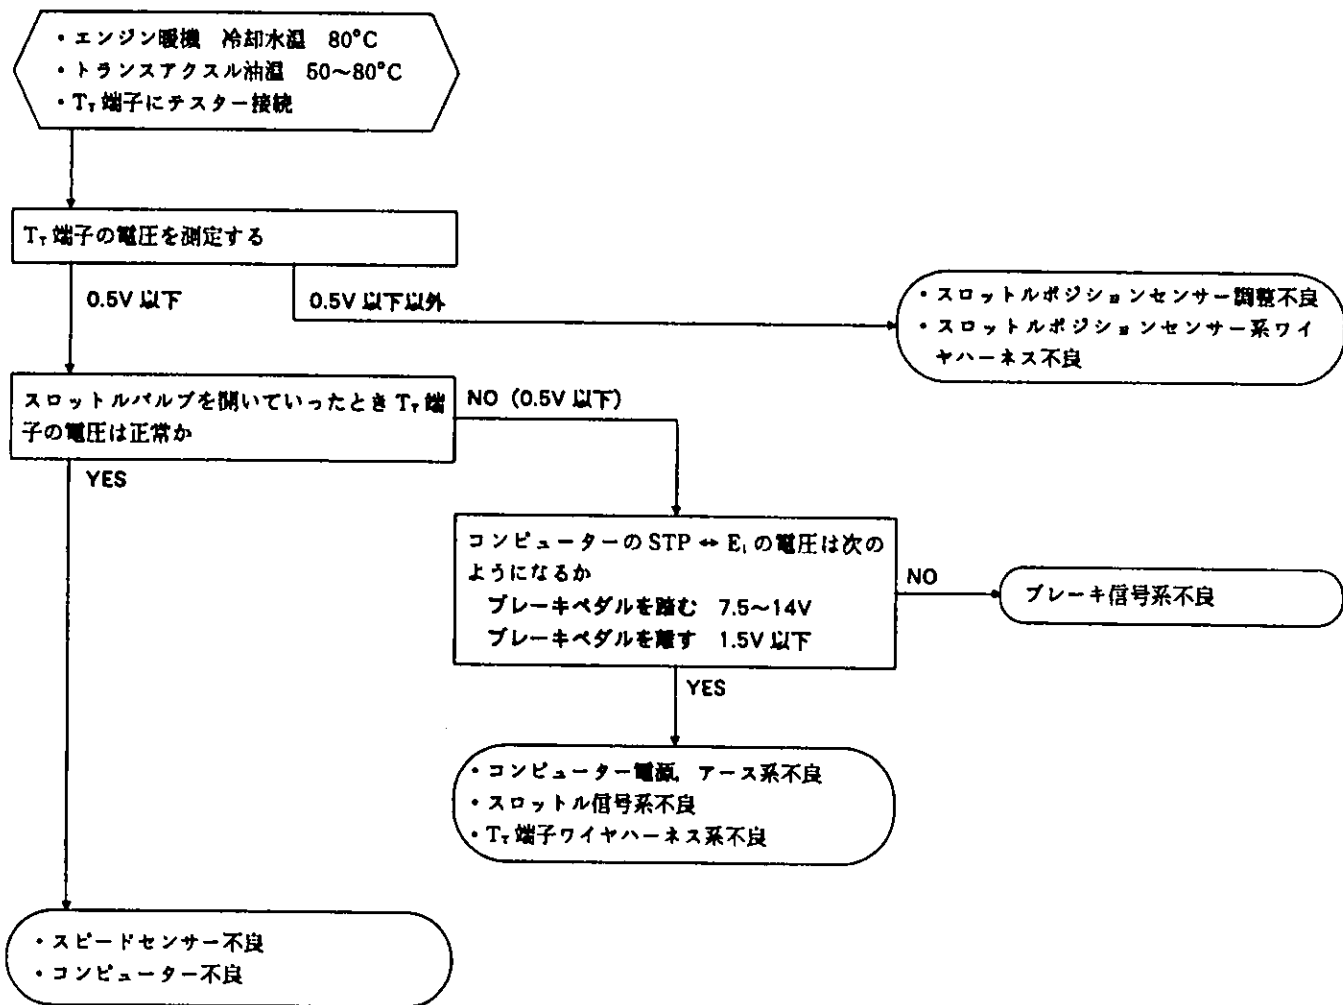 ・エンジン暖機 冷却水温 80°C
・トランスアクスル油温 50～80°C
・T_T 端子にテスター接続
T_T 端子の電圧を測定する
0.5V 以下
0.5V 以下以外
・スロットルポジションセンサー調整不良
・スロットルポジションセンサー系ワイ
ヤハーネス不良
スロットルバルブを開いていったとき T_T 端
子の電圧は正常か
NO (0.5V 以下)
YES
コンピューターの STP ↔ E₁ の電圧は次の
ようになるか
ブレーキペダルを踏む 7.5～14V
ブレーキペダルを離す 1.5V 以下
NO
ブレーキ信号系不良
YES
・コンピューター電源，アース系不良
・スロットル信号系不良
・T_T 端子ワイヤハーネス系不良
・スピードセンサー不良
・コンピューター不良